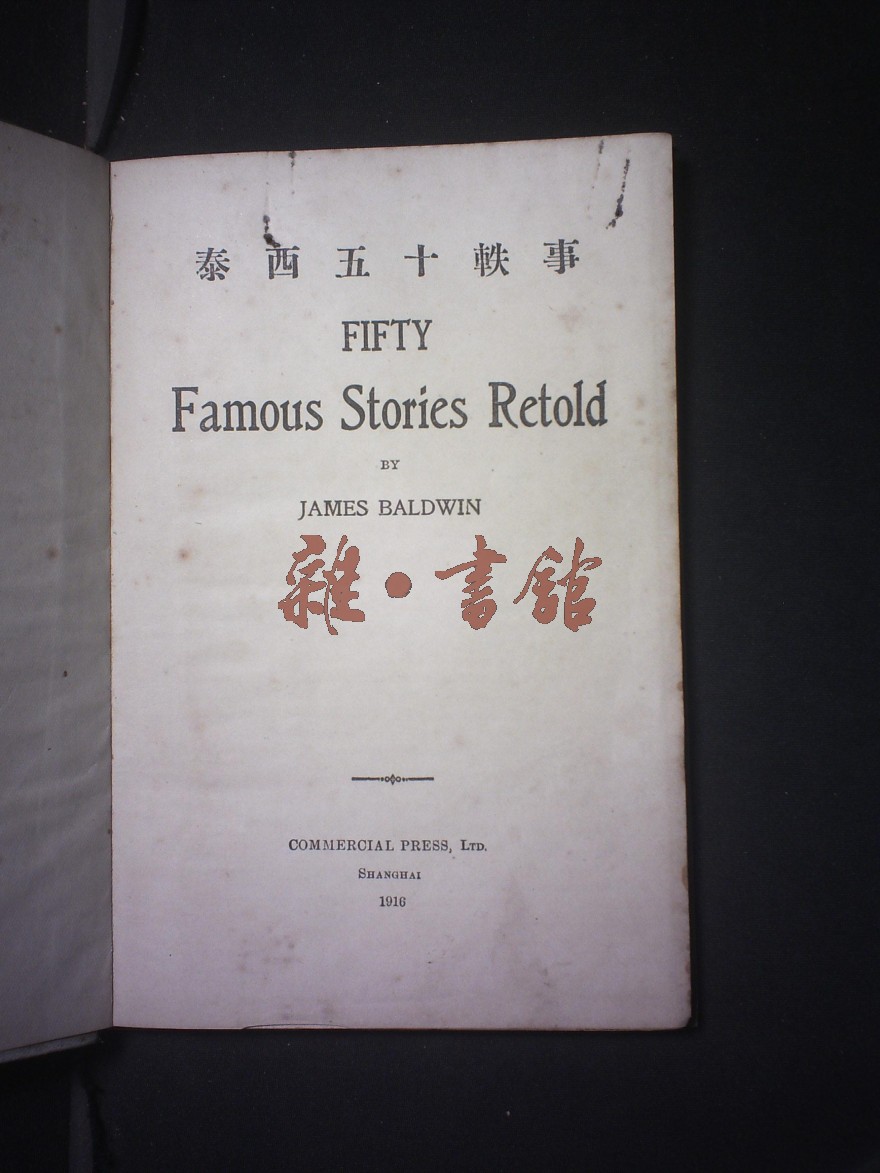 泰西五十軼事
FIFTY
Famous Stories Retold
BY
JAMES BALDWIN
雜·書館
COMMERCIAL PRESS, LTD.
SHANGHAI
1916